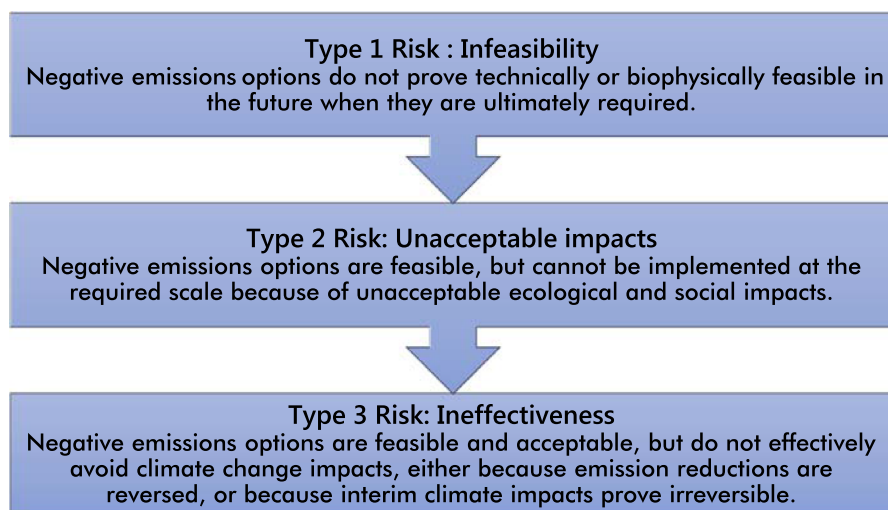 Type 1 Risk : Infeasibility
Negative emissions options do not prove technically or biophysically feasible in
the future when they are ultimately required.
Type 2 Risk: Unacceptable impacts
Negative emissions options are feasible, but cannot be implemented at the
required scale because of unacceptable ecological and social impacts.
Type 3 Risk: Ineffectiveness
Negative emissions options are feasible and acceptable, but do not effectively
avoid climate change impacts, either because emission reductions are
reversed, or because interim climate impacts prove irreversible.